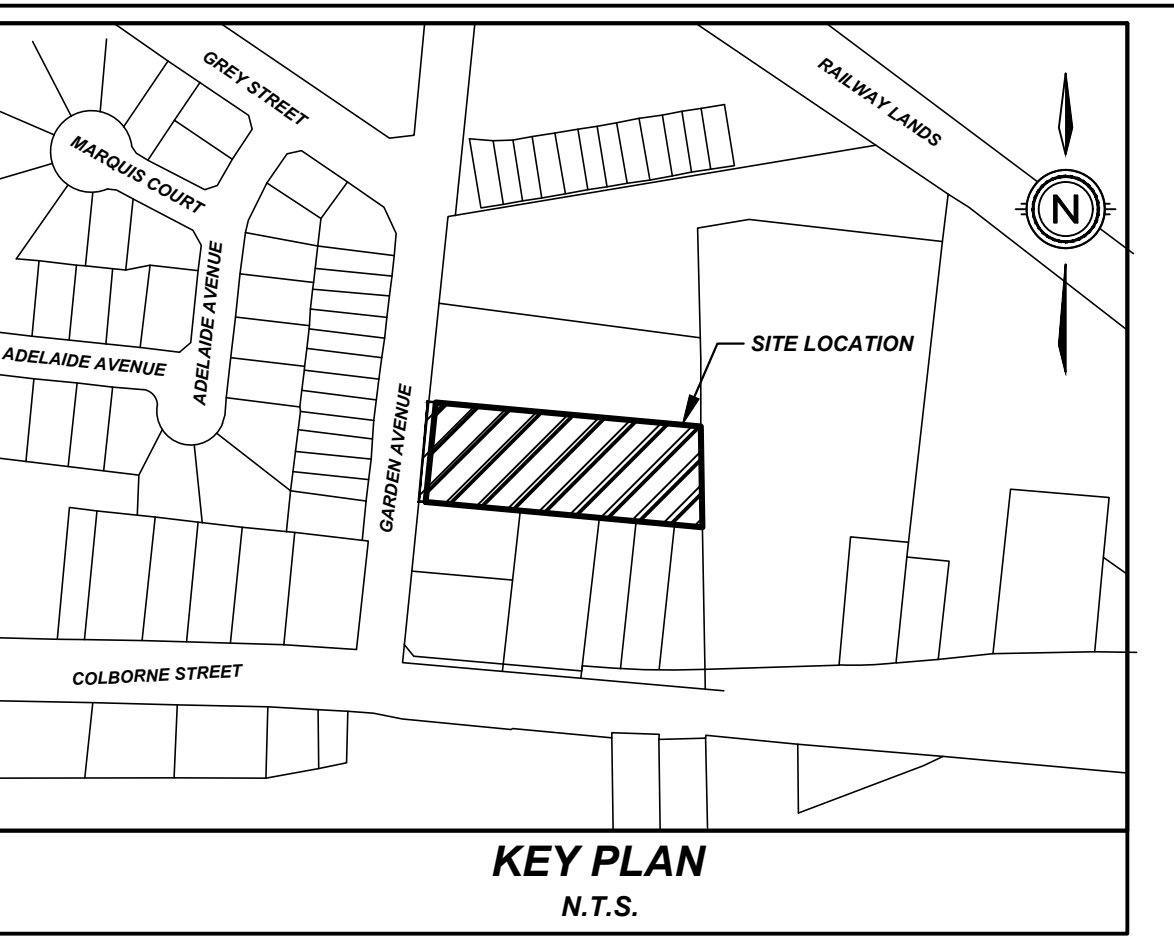 GREY STREET
RAILWAY LANDS
MARQUIS COURT
N
ADELAIDE AVENUE
SITE LOCATION
ADELAIDE AVENUE
GARDEN AVENUE
COLBORNE STREET
KEY PLAN
N.T.S.